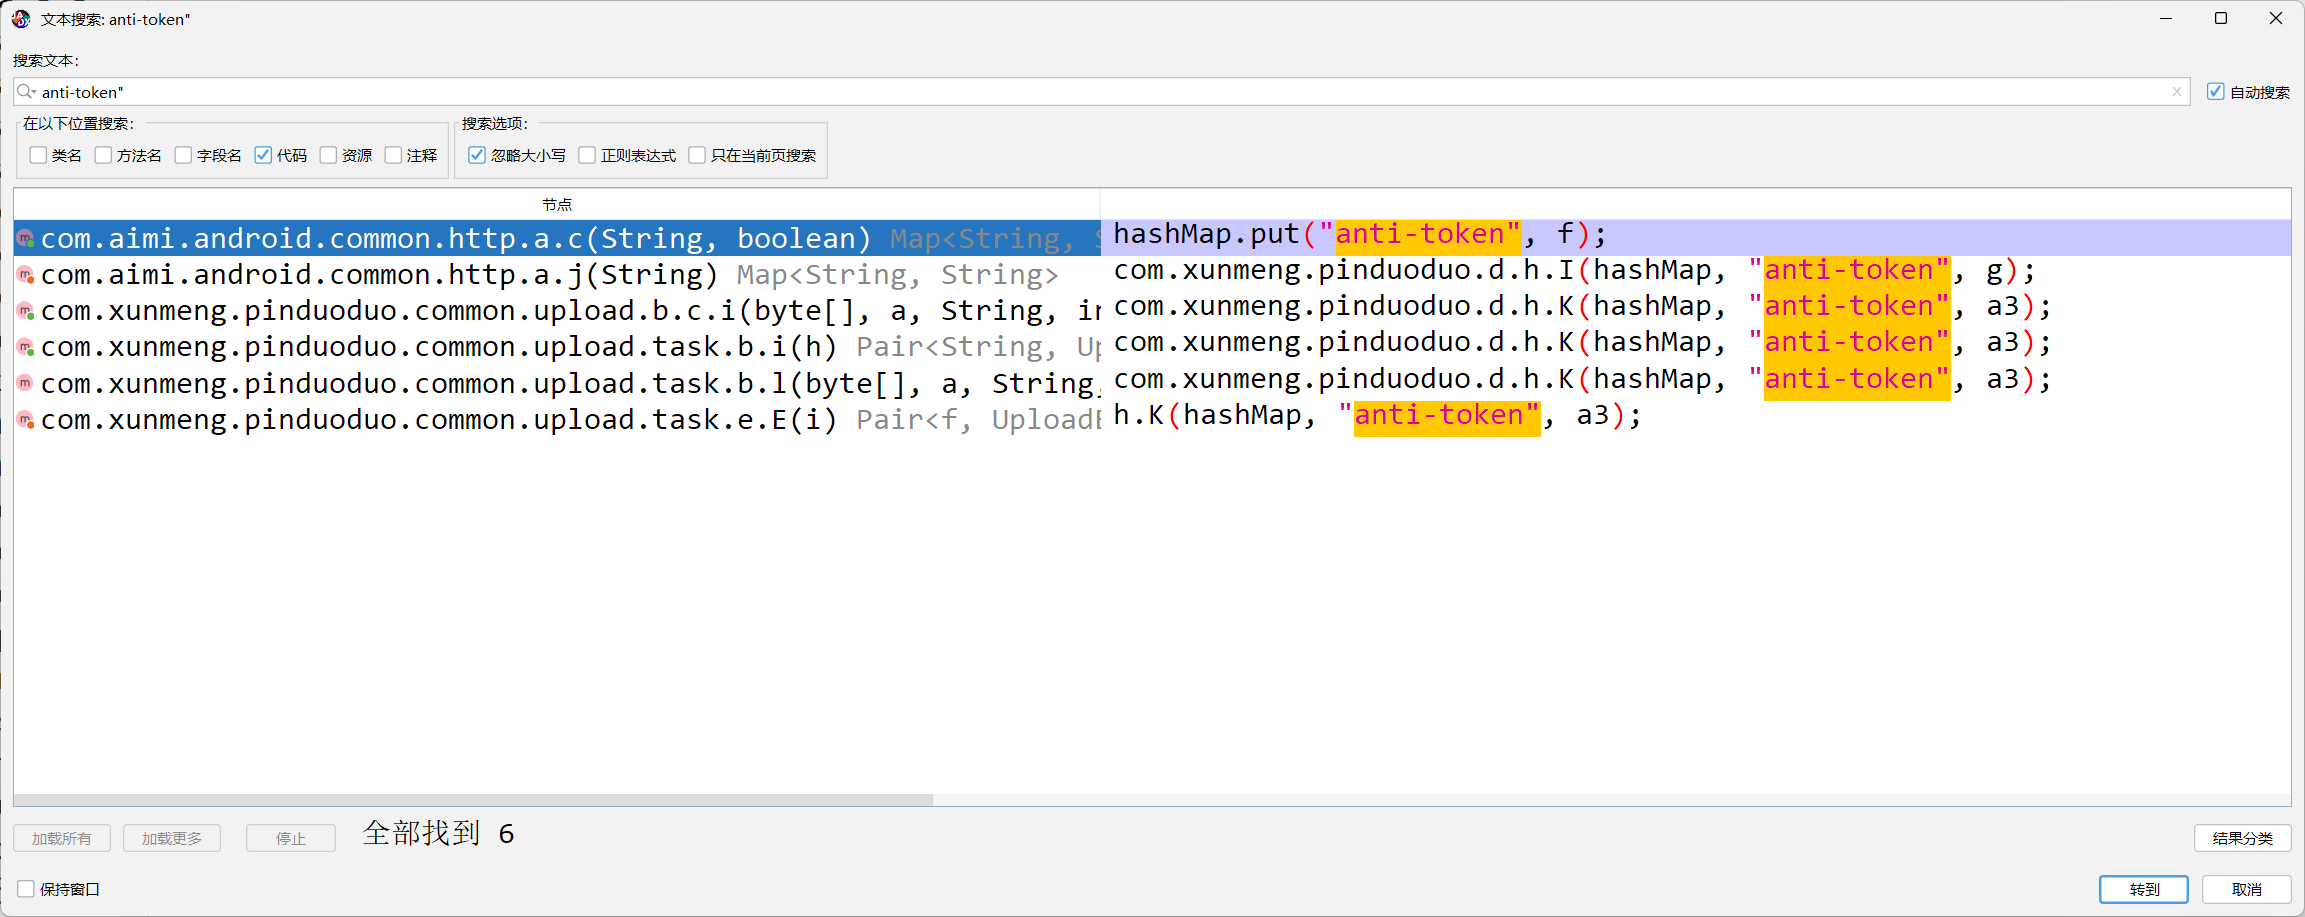 文本搜索: anti-token"
搜索文本:
anti-token"
自动搜索
在以下位置搜索:
类名 方法名 字段名 代码 资源 注释
搜索选项:
忽略大小写 正则表达式 只在当前页搜索
节点
com.aimi.android.common.http.a.c(String, boolean) Map<String, S hashMap.put("anti-token", f);
com.aimi.android.common.http.a.j(String) Map<String, String> com.xunmeng.pinduoduo.d.h.I(hashMap, "anti-token", g);
com.xunmeng.pinduoduo.common.upload.b.c.i(byte[], a, String, in com.xunmeng.pinduoduo.d.h.K(hashMap, "anti-token", a3);
com.xunmeng.pinduoduo.common.upload.task.b.i(h) Pair<String, Up com.xunmeng.pinduoduo.d.h.K(hashMap, "anti-token", a3);
com.xunmeng.pinduoduo.common.upload.task.b.l(byte[], a, String, com.xunmeng.pinduoduo.d.h.K(hashMap, "anti-token", a3);
com.xunmeng.pinduoduo.common.upload.task.e.E(i) Pair<f, UploadE h.K(hashMap, "anti-token", a3);
加载所有 加载更多 停止 全部找到 6 结果分类
保持窗口 转到 取消